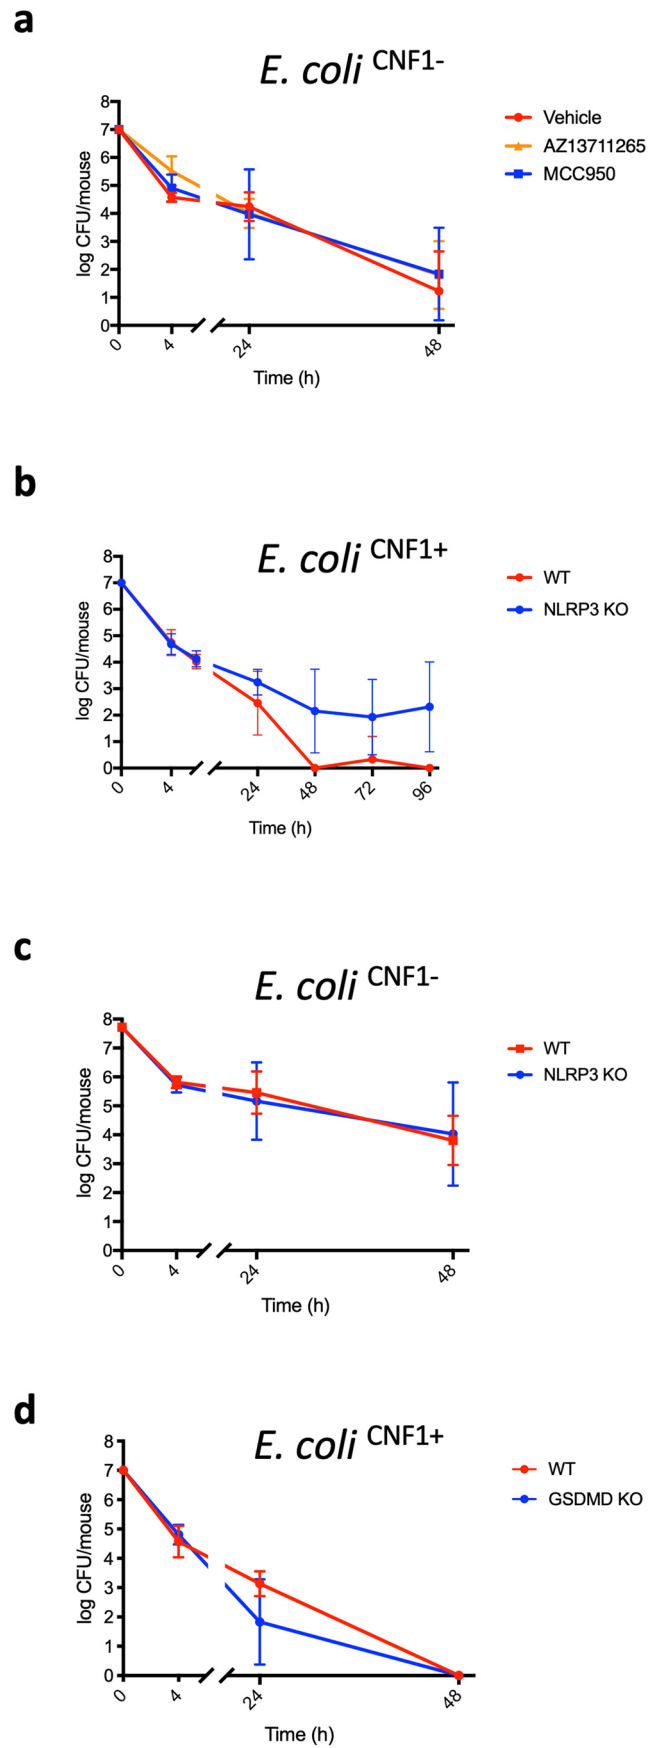 a
E. coli CNF1-
8
7
6
5
4
3
2
1
0
log CFU/mouse
0
4
24
48
Time (h)
Vehicle
AZ13711265
MCC950
b
E. coli CNF1+
8
7
6
5
4
3
2
1
0
log CFU/mouse
0
4
24
48
72
96
Time (h)
WT
NLRP3 KO
c
E. coli CNF1-
8
7
6
5
4
3
2
1
0
log CFU/mouse
0
4
24
48
Time (h)
WT
NLRP3 KO
d
E. coli CNF1+
8
7
6
5
4
3
2
1
0
log CFU/mouse
0
4
24
48
Time (h)
WT
GSDMD KO